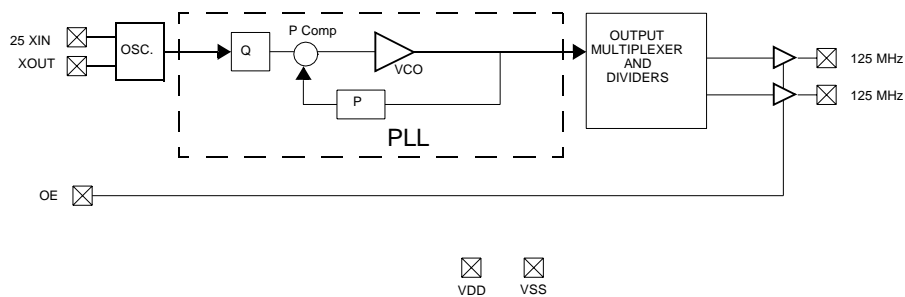 25 XIN
XOUT
OSC.
Q
P Comp
VCO
P
PLL
OUTPUT
MULTIPLEXER
AND
DIVIDERS
125 MHz
125 MHz
OE
VDD
VSS